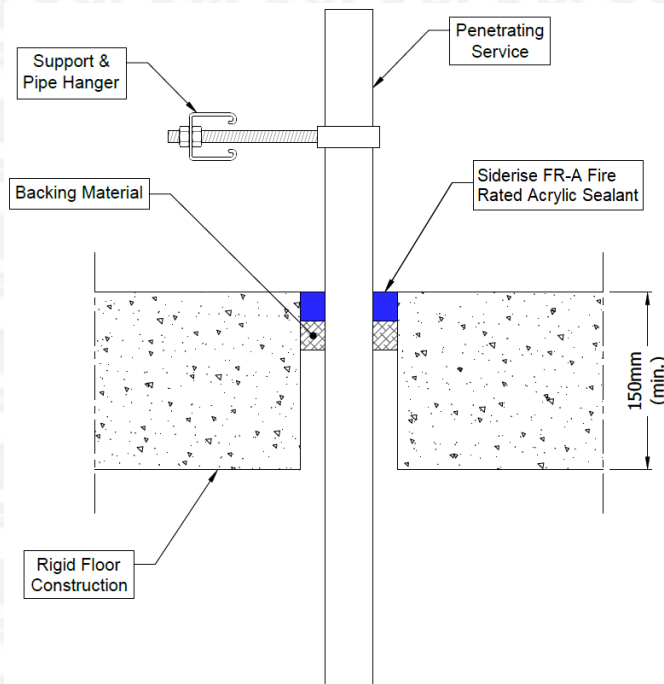 Penetrating
Service
Support &
Pipe Hanger
Siderise FR-A Fire
Rated Acrylic Sealant
Backing Material
150mm
(min.)
Rigid Floor
Construction